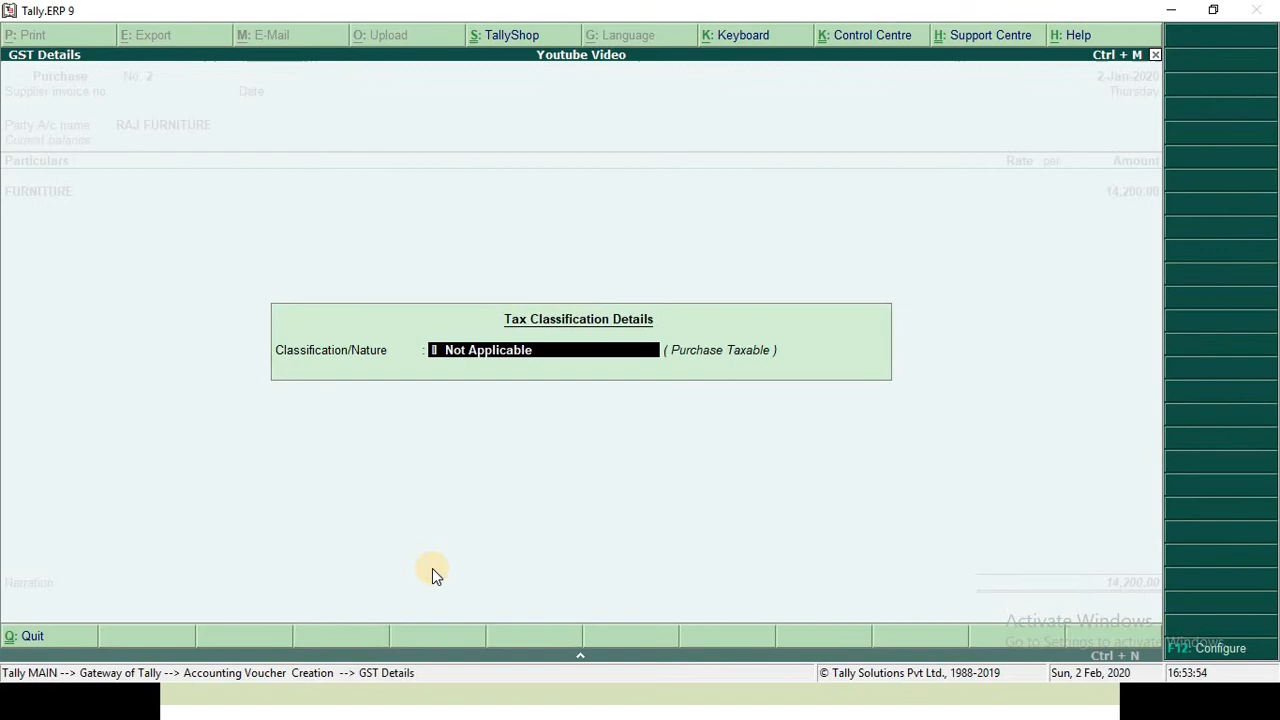 Tally.ERP 9
P: Print E: Export M: E-Mail O: Upload S: TallyShop G: Language K: Keyboard K: Control Centre H: Support Centre H: Help
GST Details Youtube Video Ctrl + M
Purchase No. 2 2-Jan-2020
Supplier invoice no. Date Thursday
Party A/c name RAJ FURNITURE
Current balance
Particulars Rate per Amount
FURNITURE 14,200.00
Tax Classification Details
Classification/Nature : Not Applicable ( Purchase Taxable )
Narration 14,200.00
Activate Windows
Q: Quit
Go to Settings to activate Windows.
F12: Configure
Ctrl + N
Tally MAIN --> Gateway of Tally --> Accounting Voucher Creation --> GST Details © Tally Solutions Pvt Ltd., 1988-2019 Sun, 2 Feb, 2020 16:53:54